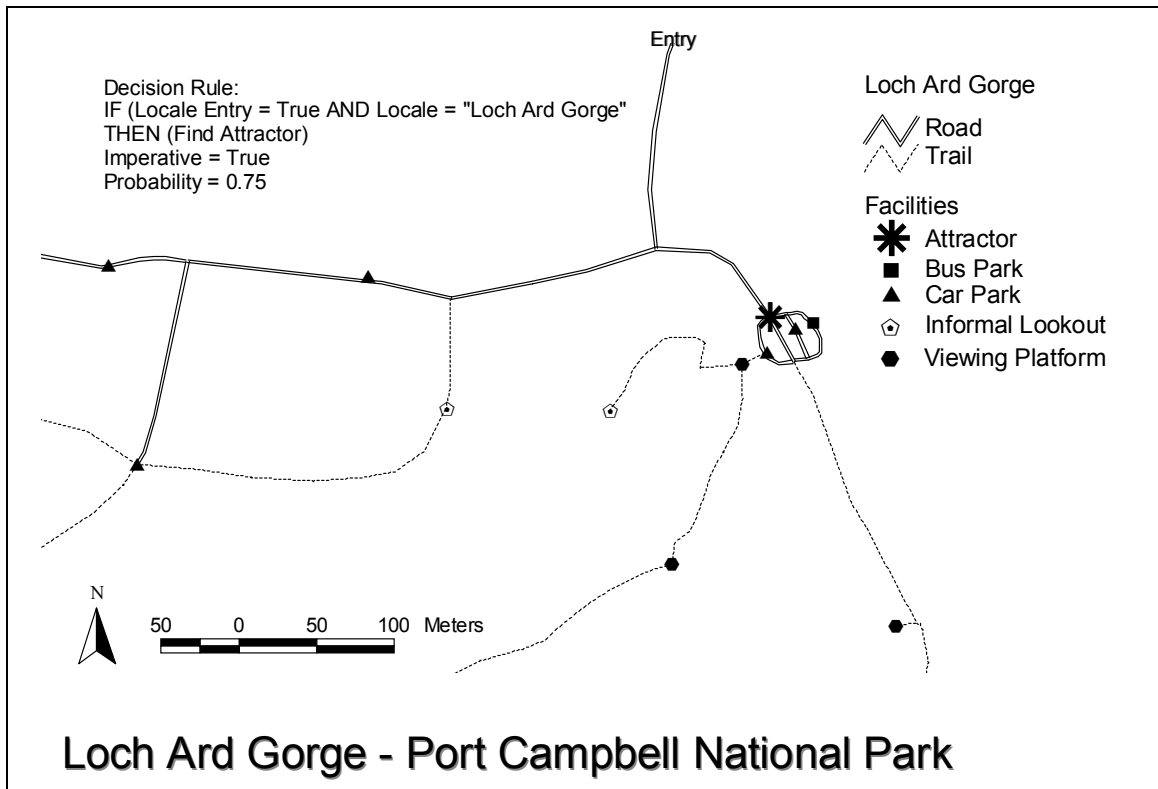 Entry
Decision Rule:
IF (Locale Entry = True AND Locale = "Loch Ard Gorge"
THEN (Find Attractor)
Imperative = True
Probability = 0.75
Loch Ard Gorge
Road
Trail
Facilities
Attractor
Bus Park
Car Park
Informal Lookout
Viewing Platform
N
50 0 50 100 Meters
Loch Ard Gorge - Port Campbell National Park